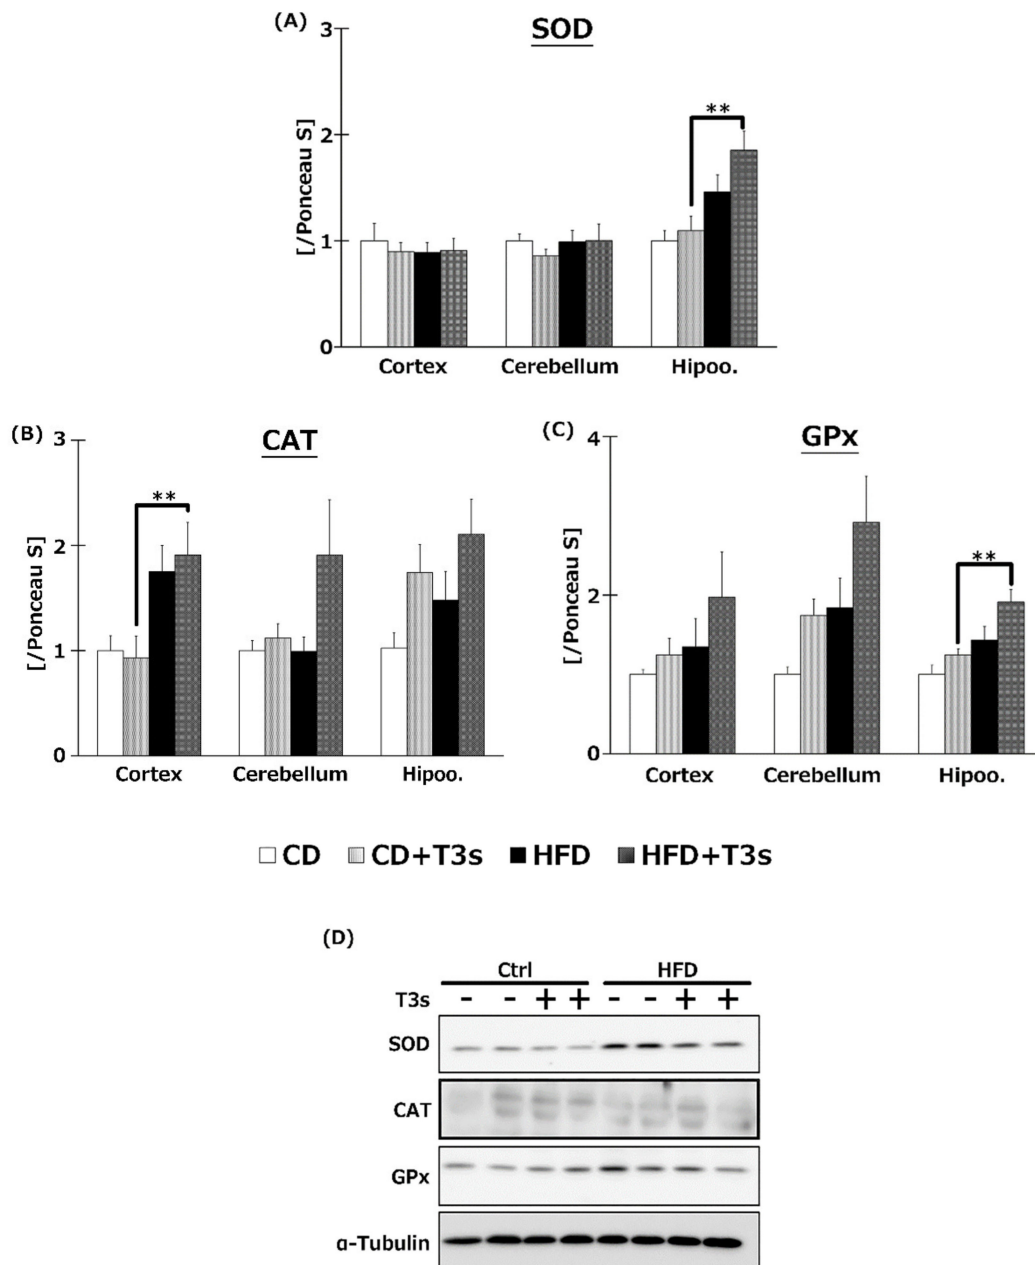 (A)
SOD
3
2
1
0
[/Ponceau S]
**
Cortex Cerebellum Hipoo.
(B)
CAT
3
2
1
0
[/Ponceau S]
**
Cortex Cerebellum Hipoo.
(C)
GPx
4
2
0
[/Ponceau S]
**
Cortex Cerebellum Hipoo.
CD CD+T3s HFD HFD+T3s
(D)
Ctrl HFD
T3s - - + + - - + +
SOD
CAT
GPx
α-Tubulin